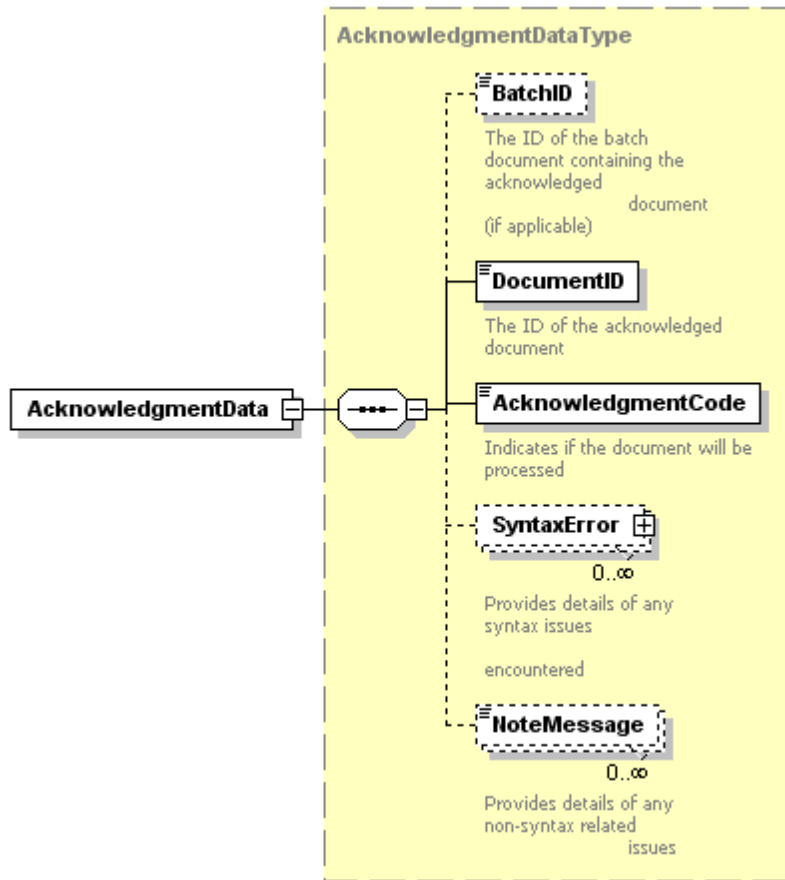 AcknowledgmentDataType
BatchID
The ID of the batch
document containing the
acknowledged
document
(if applicable)
DocumentID
The ID of the acknowledged
document
AcknowledgmentData
AcknowledgmentCode
Indicates if the document will be
processed
SyntaxError
0..∞
Provides details of any
syntax issues
encountered
NoteMessage
0..∞
Provides details of any
non-syntax related
issues